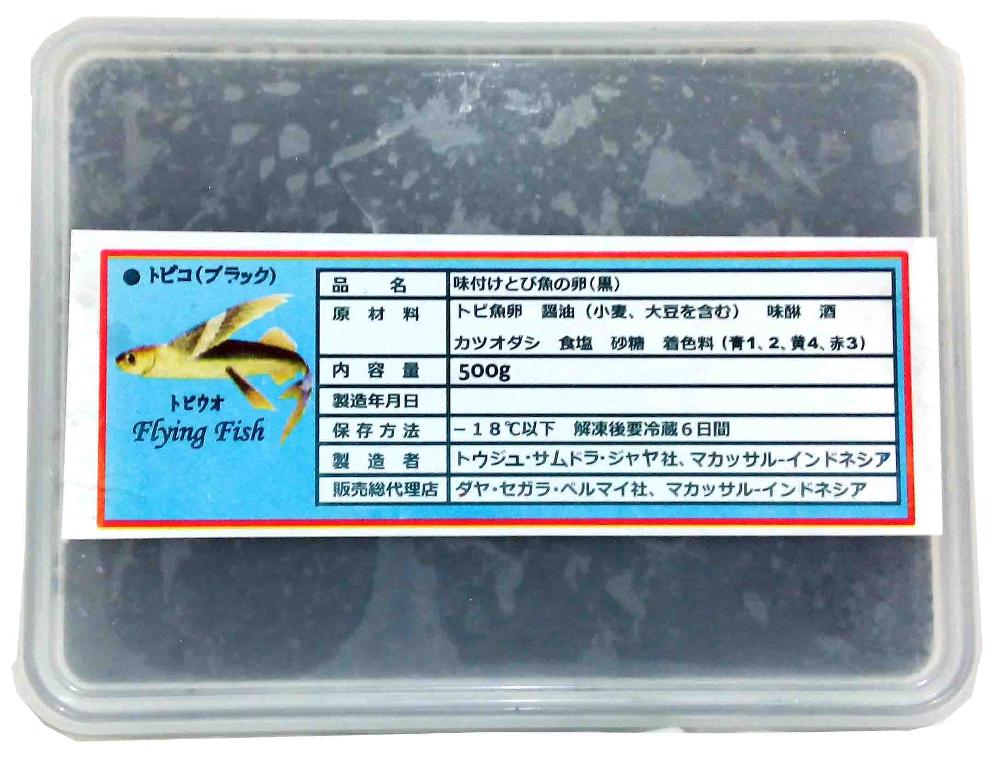 ● トビコ(ブラック)
トビウオ
Flying Fish
品名 味付けとび魚の卵(黒)
原材料 トビ魚卵 醤油(小麦、大豆を含む) 味醂 酒
カツオダシ 食塩 砂糖 着色料(青1、2、黄4、赤3)
内容量 500g
製造年月日
保存方法 －18℃以下 解凍後要冷蔵6日間
製造者 トウジュ・サムドラ・ジャヤ社、マカッサル-インドネシア
販売総代理店 ダヤ・セガラ・ペルマイ社、マカッサル-インドネシア